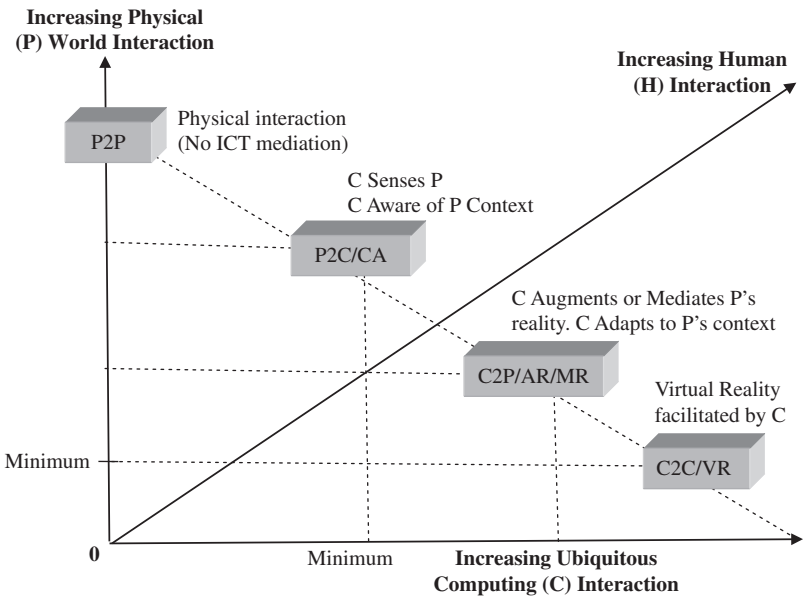 Increasing Physical
(P) World Interaction
Increasing Human
(H) Interaction
P2P
Physical interaction
(No ICT mediation)
C Senses P
C Aware of P Context
P2C/CA
C Augments or Mediates P's
reality. C Adapts to P's context
C2P/AR/MR
Virtual Reality
facilitated by C
C2C/VR
Minimum
0
Minimum
Increasing Ubiquitous
Computing (C) Interaction